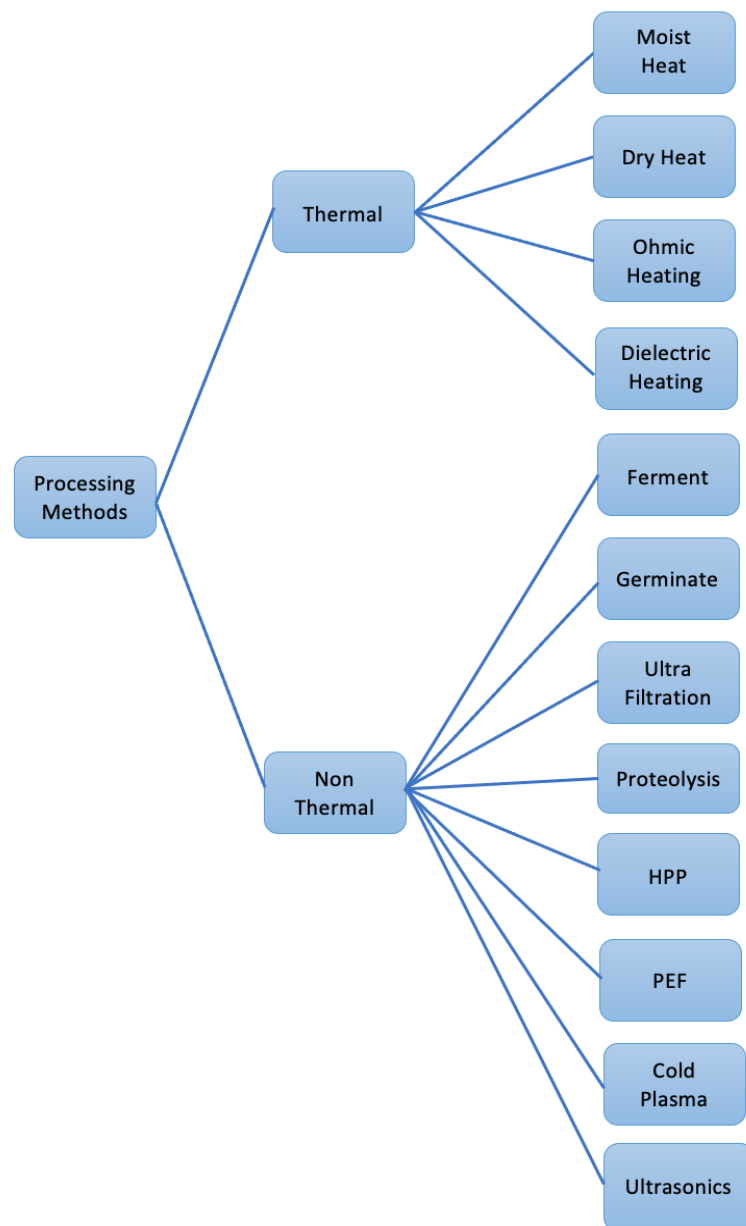 Moist
Heat
Dry Heat
Thermal
Ohmic
Heating
Dielectric
Heating
Processing
Methods
Ferment
Germinate
Ultra
Filtration
Non
Thermal
Proteolysis
HPP
PEF
Cold
Plasma
Ultrasonics